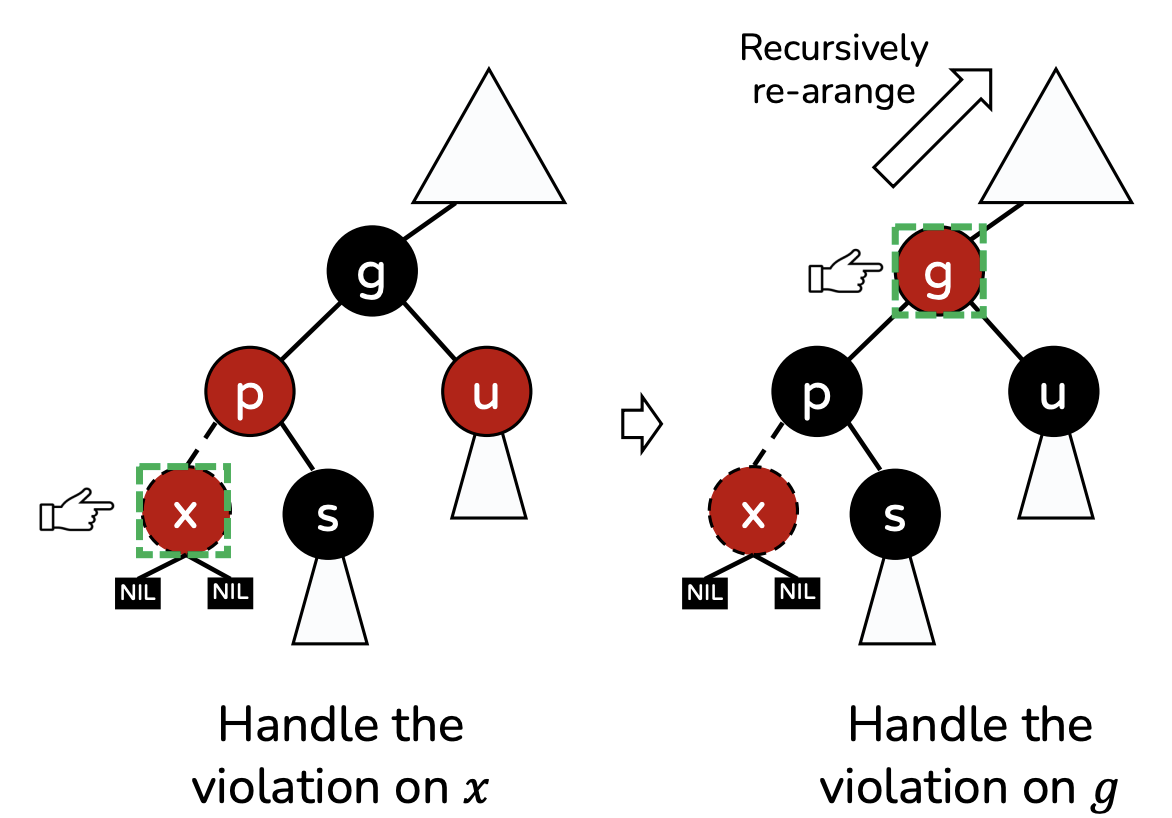 Recursively
re-arange
g
g
p
u
p
u
x
s
x
s
NIL
NIL
NIL
NIL
Handle the
violation on x
Handle the
violation on g